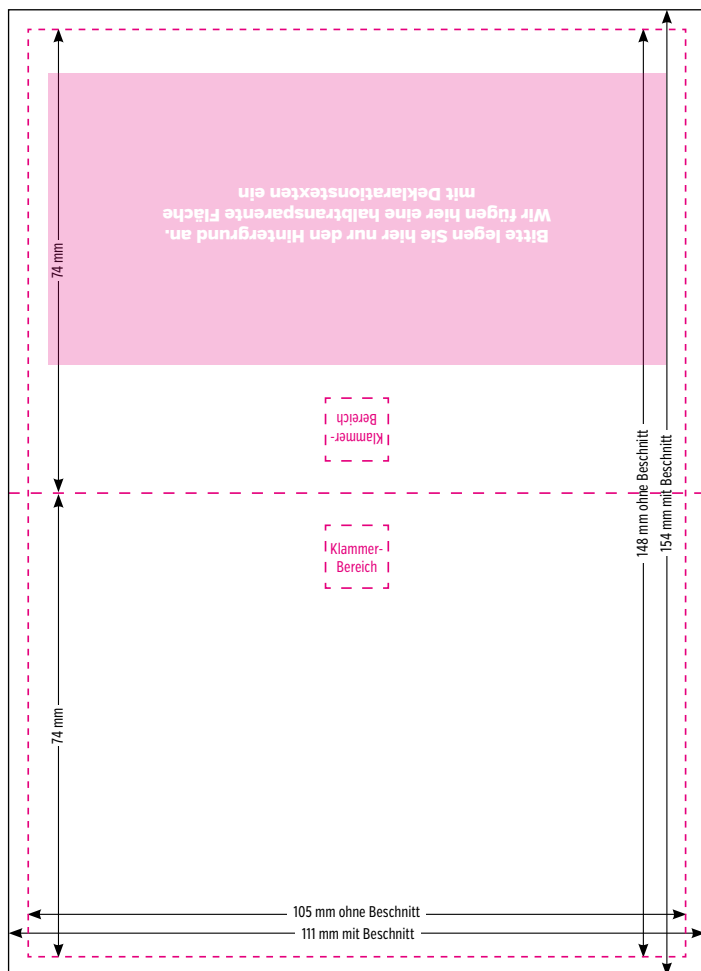 Bitte legen Sie hier nur den Hintergrund an.
Wir fügen hier eine halbtransparente Fläche
mit Deklarationstexten ein
74 mm
Klammer-
Bereich
148 mm ohne Beschnitt
154 mm mit Beschnitt
Klammer-
Bereich
74 mm
105 mm ohne Beschnitt
111 mm mit Beschnitt